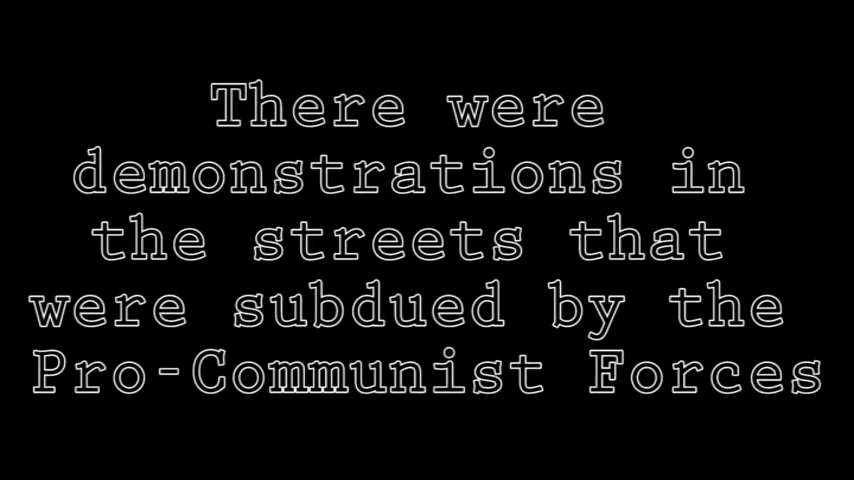 There were
demonstrations in
the streets that
were subdued by the
Pro-Communist Forces